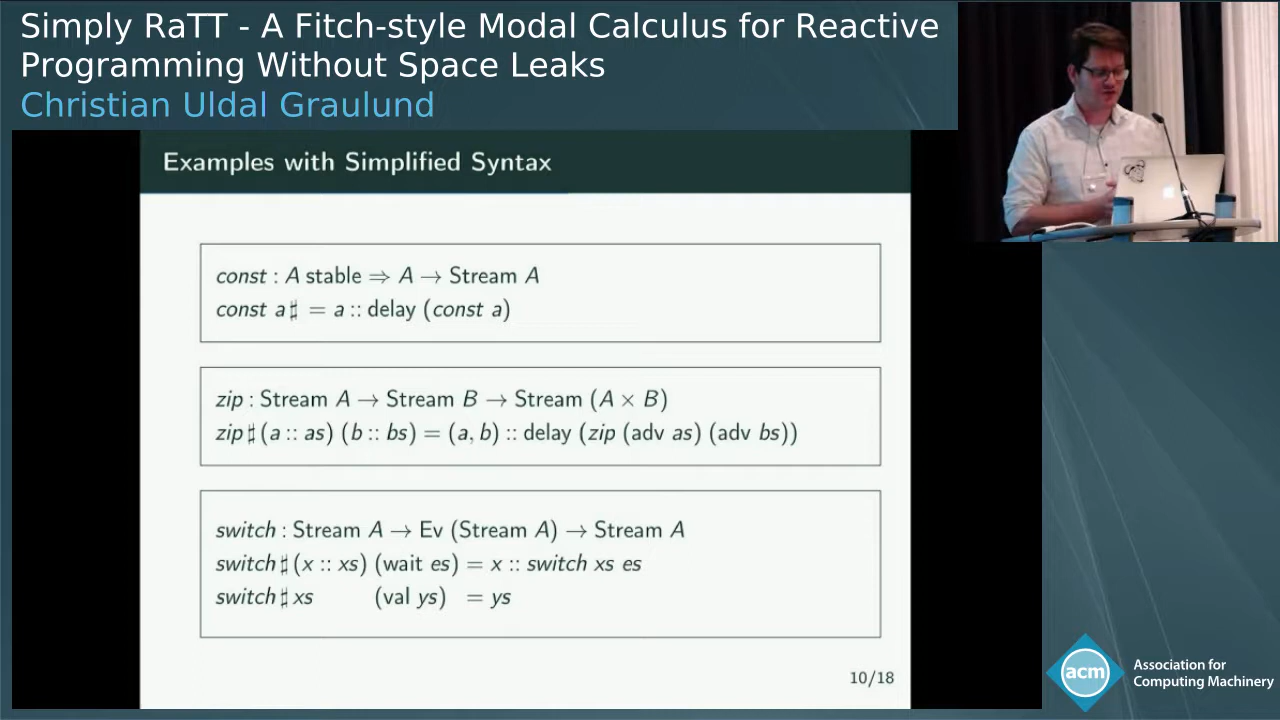 Simply RaTT - A Fitch-style Modal Calculus for Reactive
Programming Without Space Leaks
Christian Uldal Graulund
Examples with Simplified Syntax
const : A stable ⇒ A → Stream A
const a ♯ = a :: delay (const a)
zip : Stream A → Stream B → Stream (A × B)
zip ♯ (a :: as) (b :: bs) = (a, b) :: delay (zip (adv as) (adv bs))
switch : Stream A → Ev (Stream A) → Stream A
switch ♯ (x :: xs) (wait es) = x :: switch xs es
switch ♯ xs (val ys) = ys
10/18
acm
Association for
Computing Machinery